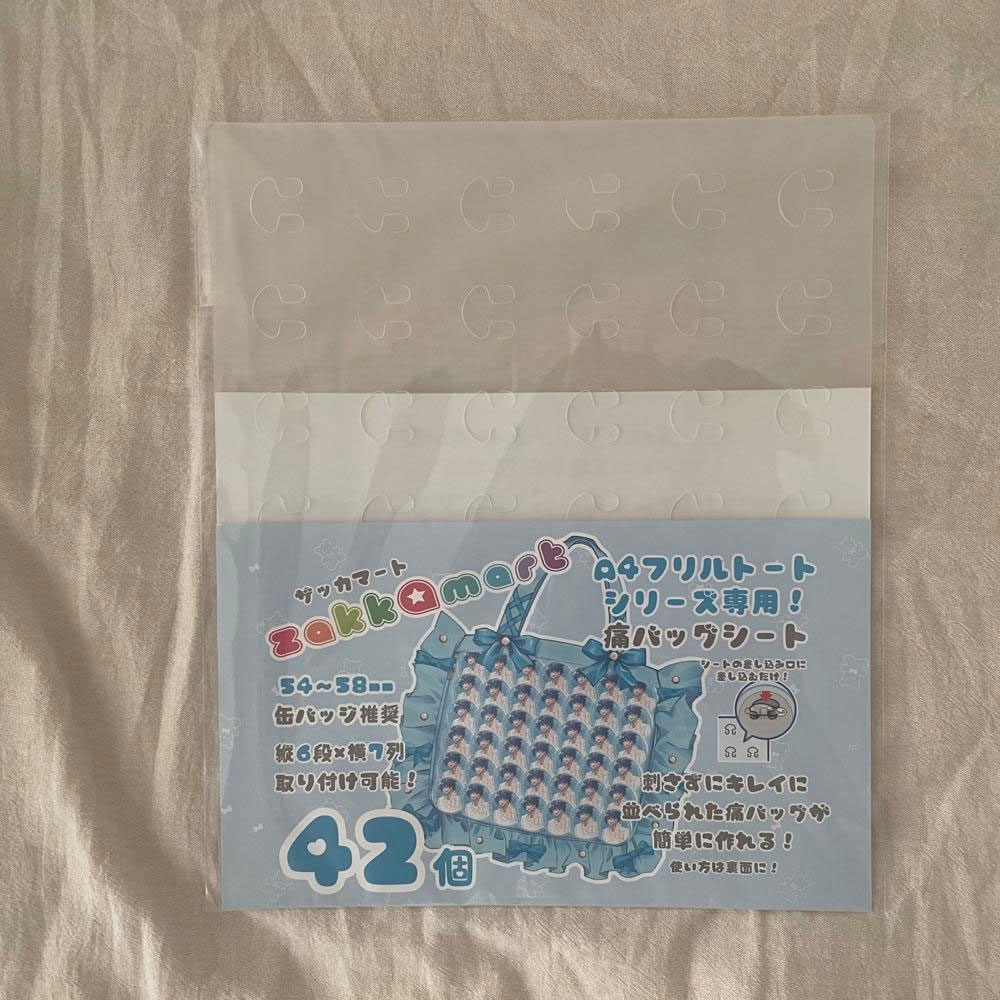 ザッカマート
zakkamart
54~58mm
缶バッジ推奨
縦6段×横7列
取り付け可能!
42個
A4フリルトート
シリーズ専用!
痛バッグシート
シートの差し込み口に
差し込むだけ!
刺さずにキレイに
並べられた痛バッグが
簡単に作れる!
使い方は裏面に!